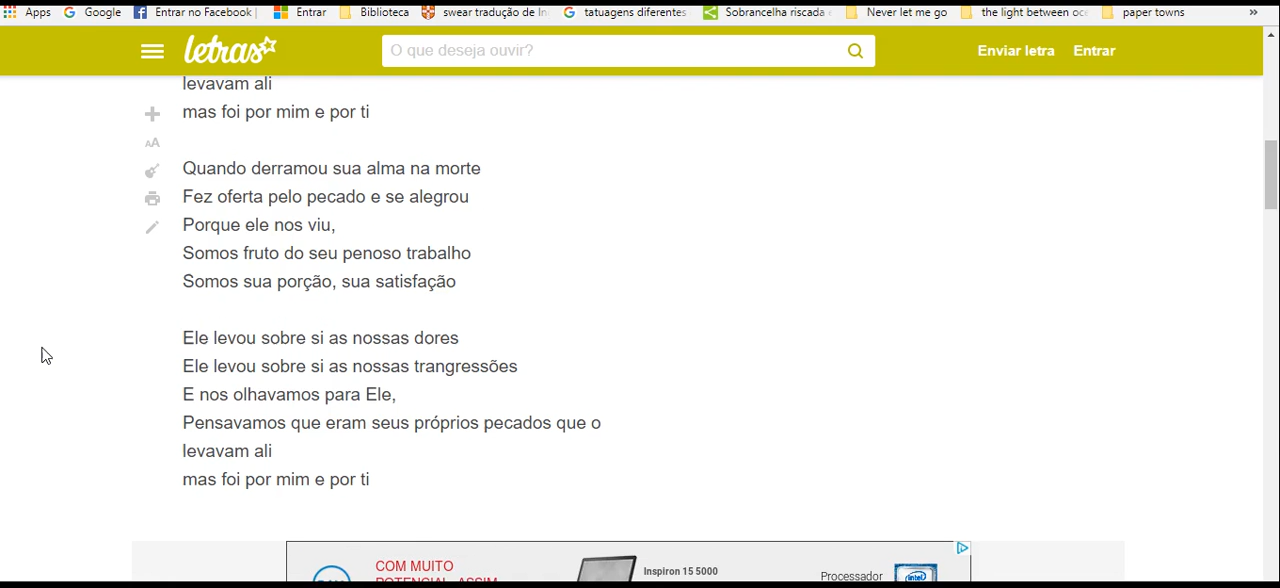 Apps Google Entrar no Facebook Entrar Biblioteca swear tradução de In tatuagens diferentes Sobrancelha riscada Never let me go the light between oce paper towns »
letras O que deseja ouvir? Enviar letra Entrar
levavam ali
mas foi por mim e por ti
AA
Quando derramou sua alma na morte
Fez oferta pelo pecado e se alegrou
Porque ele nos viu,
Somos fruto do seu penoso trabalho
Somos sua porção, sua satisfação
Ele levou sobre si as nossas dores
Ele levou sobre si as nossas trangressões
E nos olhavamos para Ele,
Pensavamos que eram seus próprios pecados que o
levavam ali
mas foi por mim e por ti
COM MUITO
POTENCIAL, ASSIM
Inspiron 15 5000
Processador
intel